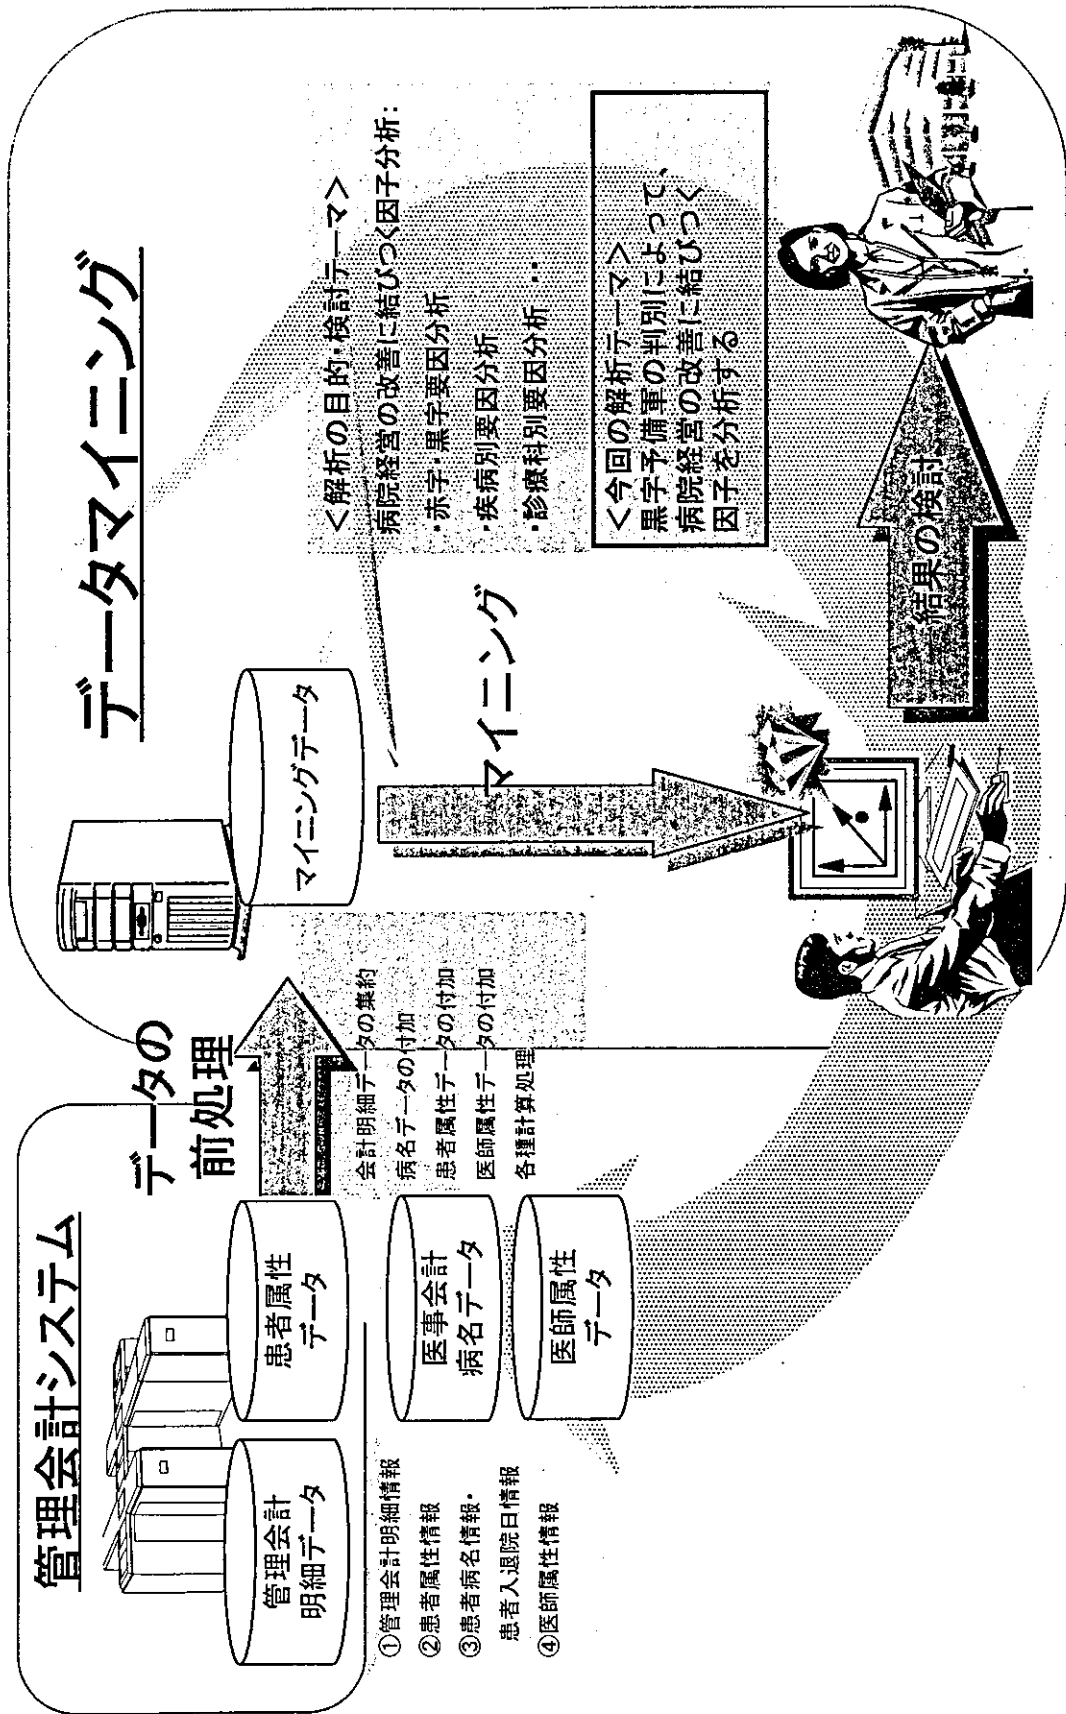 管理会計システム
管理会計
明細データ
患者属性
データ
①管理会計明細情報
②患者属性情報
③患者病名情報・
患者入退院日情報
④医師属性情報
医事会計
病名データ
医師属性
データ
データの
前処理
会計明細データの集約
病名データの付加
患者属性データの付加
医師属性データの付加
各種計算処理
データマイニング
マイニングデータ
マイニング
＜解析の目的・検討テーマ＞
病院経営の改善に結びつく因子分析：
・赤字・黒字要因分析
・疾病別要因分析
・診療科別要因分析 ‥
＜今回の解析テーマ＞
黒字予備軍の判別によって、
病院経営の改善に結びつく
因子を分析する
結果の検討